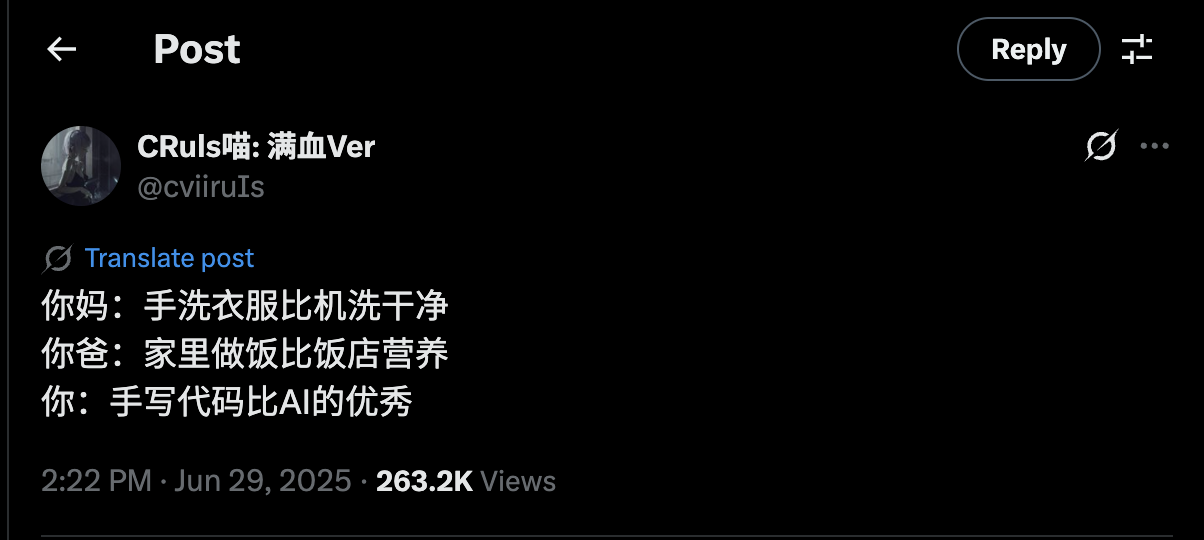 Post
Reply
CRuIs喵: 满血Ver
@cviiruIs
Translate post
你妈：手洗衣服比机洗干净
你爸：家里做饭比饭店营养
你：手写代码比AI的优秀
2:22 PM · Jun 29, 2025 · 263.2K Views